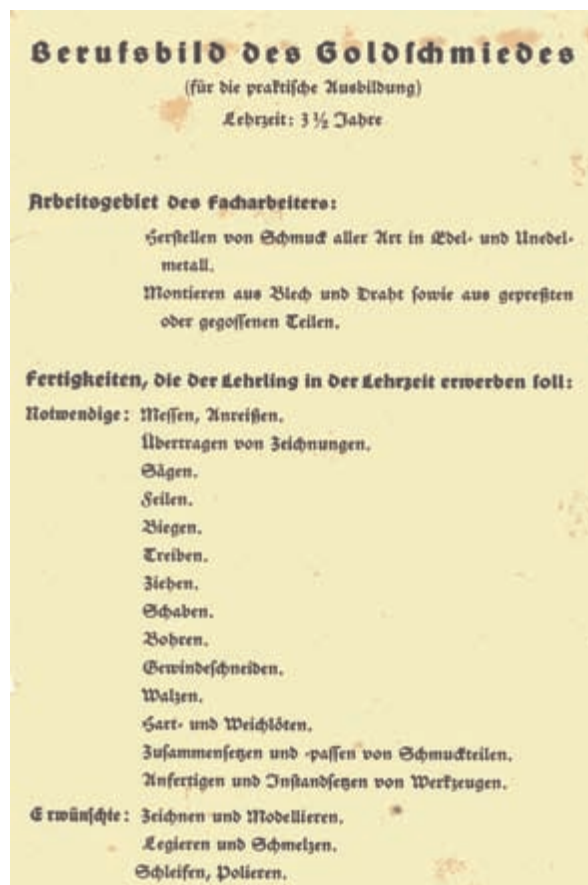 Berufsbild des Goldſchmiedes
(für die praktiſche Ausbildung)
Lehrzeit: 3 ½ Jahre
Arbeitsgebiet des Facharbeiters:
Herſtellen von Schmuck aller Art in Edel- und Unedel-
metall.
Montieren aus Blech und Draht ſowie aus gepreßten
oder gegoſſenen Teilen.
Fertigkeiten, die der Lehrling in der Lehrzeit erwerben ſoll:
Notwendige: Meſſen, Anreißen.
Übertragen von Zeichnungen.
Sägen.
Feilen.
Biegen.
Treiben.
Ziehen.
Schaben.
Bohren.
Gewindeſchneiden.
Walzen.
Hart- und Weichlöten.
Zuſammenſetzen und -paſſen von Schmuckteilen.
Anfertigen und Inſtandſetzen von Werkzeugen.
Erwünſchte: Zeichnen und Modellieren.
Legieren und Schmelzen.
Schleifen, Polieren.